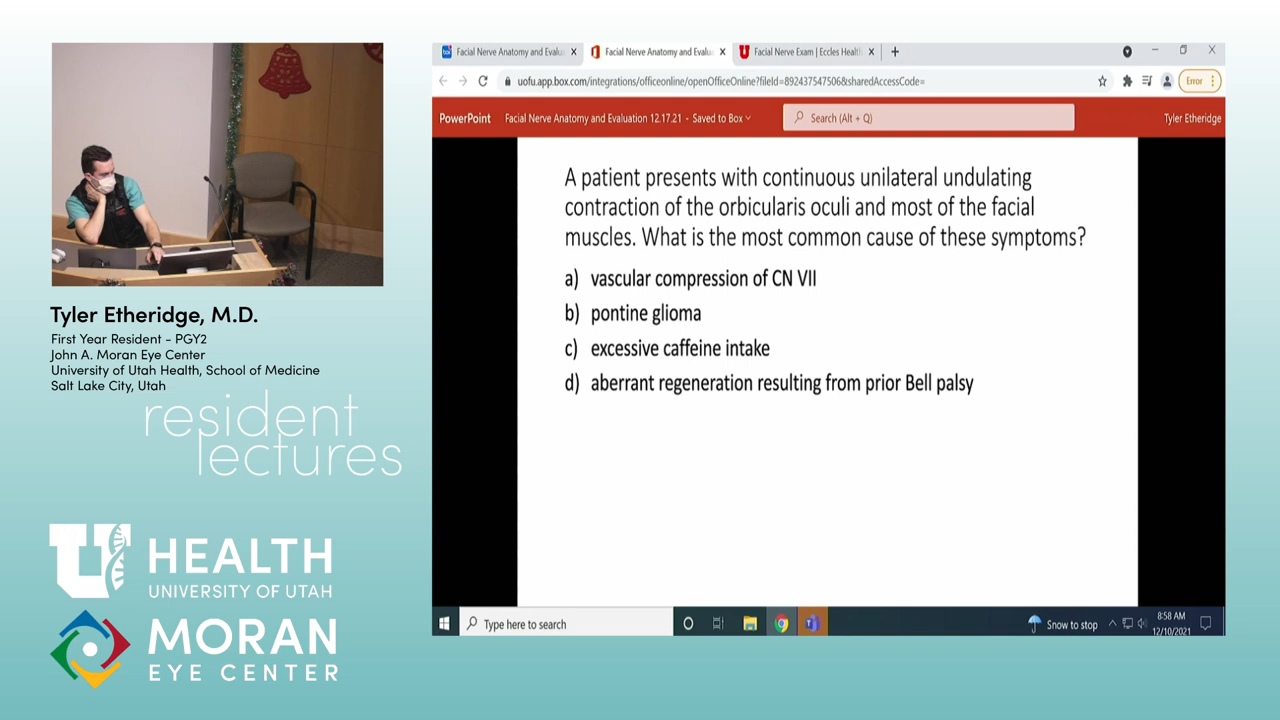 Tyler Etheridge, M.D.
First Year Resident - PGY2
John A. Moran Eye Center
University of Utah Health, School of Medicine
Salt Lake City, Utah
resident
lectures
U HEALTH
UNIVERSITY OF UTAH
MORAN
EYE CENTER
Facial Nerve Anatomy and Evalu
Facial Nerve Anatomy and Evalu
Facial Nerve Exam | Eccles Healt
uofu.app.box.com/integrations/officeonline/openOfficeOnline?fileId=892437547506&sharedAccessCode=
Error
PowerPoint
Facial Nerve Anatomy and Evaluation 12.17.21 - Saved to Box
Search (Alt + Q)
Tyler Etheridge
A patient presents with continuous unilateral undulating
contraction of the orbicularis oculi and most of the facial
muscles. What is the most common cause of these symptoms?
a) vascular compression of CN VII
b) pontine glioma
c) excessive caffeine intake
d) aberrant regeneration resulting from prior Bell palsy
Type here to search
Snow to stop
8:58 AM
12/10/2021